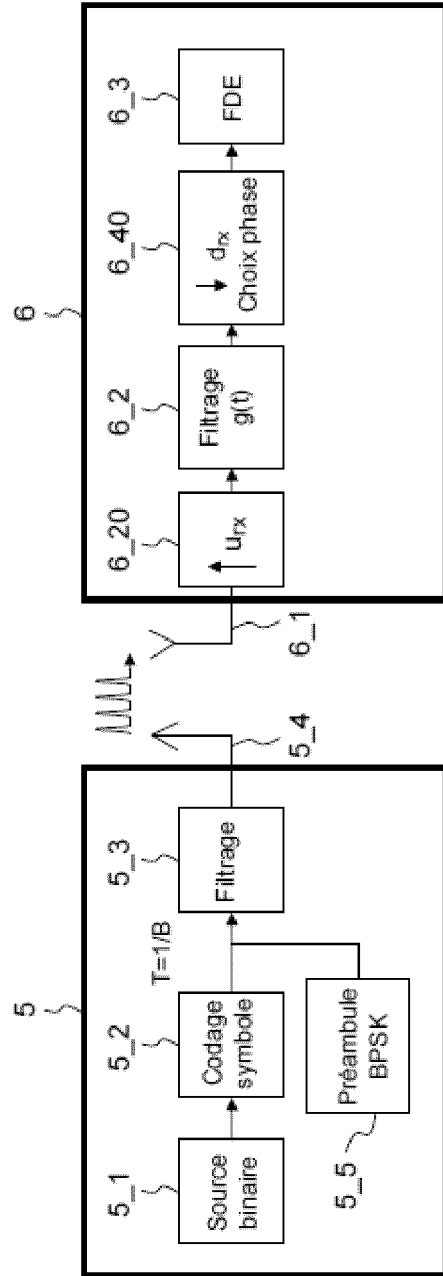 5
5_1
Source
binaire
5_2
Codage
symbole
T=1/B
5_3
Filtrage
5_5
Préambule
BPSK
5_4
6
6_1
6_20
u_rx
6_2
Filtrage
g(t)
6_40
d_rx
Choix phase
6_3
FDE